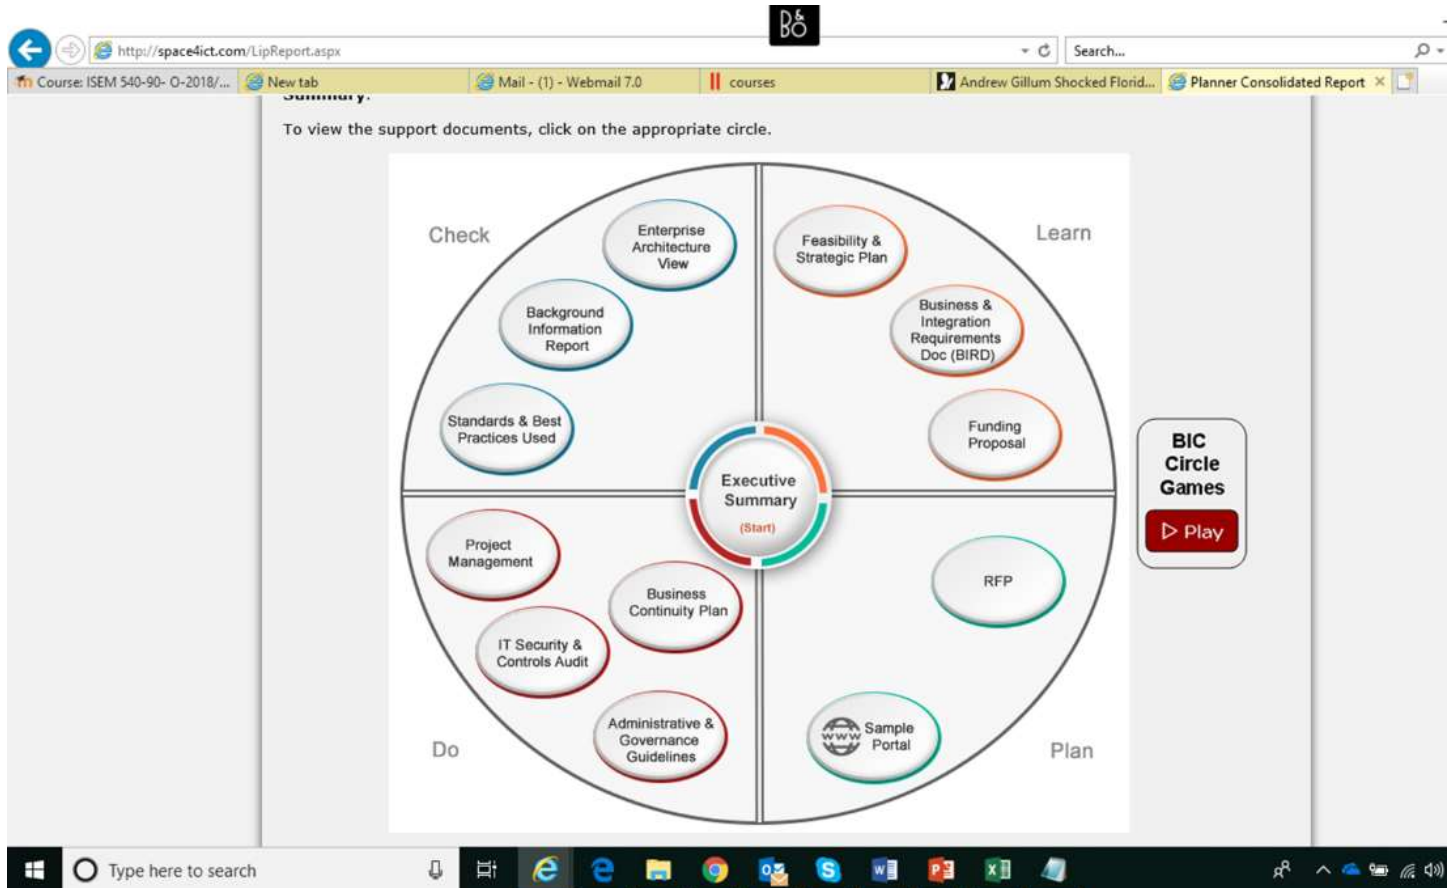 B&O
http://space4ict.com/LipReport.aspx
Search...
Course: ISEM 540-90- O-2018/...
New tab
Mail - (1) - Webmail 7.0
courses
Andrew Gillum Shocked Florid...
Planner Consolidated Report
Summary.
To view the support documents, click on the appropriate circle.
Check
Enterprise
Architecture
View
Background
Information
Report
Standards & Best
Practices Used
Learn
Feasibility &
Strategic Plan
Business &
Integration
Requirements
Doc (BIRD)
Funding
Proposal
Executive
Summary
(Start)
BIC
Circle
Games
Play
Project
Management
Business
Continuity Plan
IT Security &
Controls Audit
Administrative &
Governance
Guidelines
Do
RFP
www
Sample
Portal
Plan
Type here to search